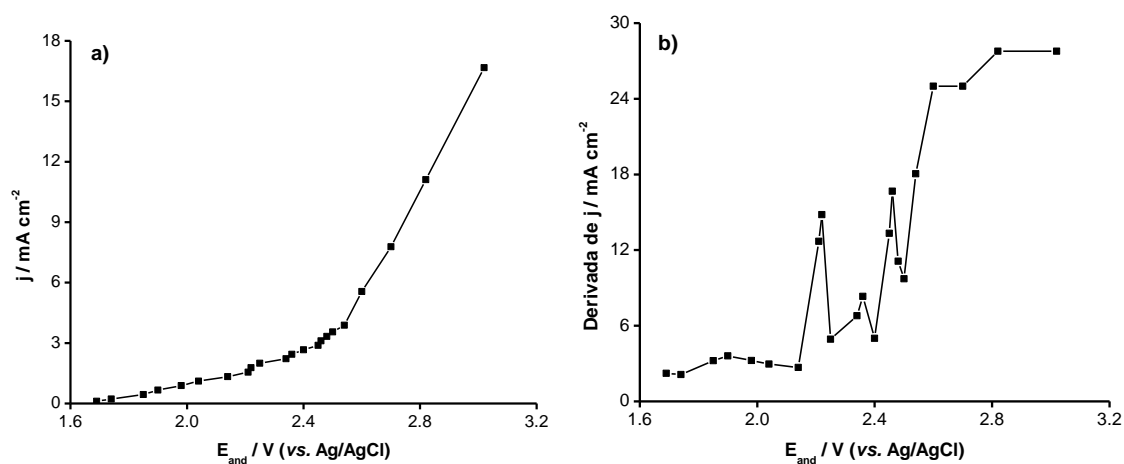 a)
18
15
12
9
6
3
0
j / mA cm-2
1.6 2.0 2.4 2.8 3.2
Eand / V (vs. Ag/AgCl)
b)
30
24
18
12
6
0
Derivada de j / mA cm-2
1.6 2.0 2.4 2.8 3.2
Eand / V (vs. Ag/AgCl)